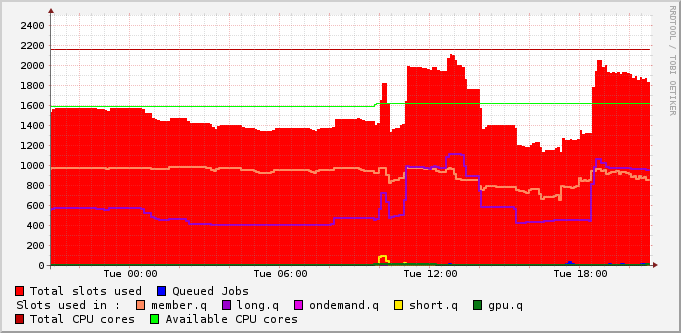 RRDTOOL / TOBI OETIKER
2400
2200
2000
1800
1600
1400
1200
1000
800
600
400
200
0
Tue 00:00 Tue 06:00 Tue 12:00 Tue 18:00
Total slots used Queued Jobs
Slots used in : member.q long.q ondemand.q short.q gpu.q
Total CPU cores Available CPU cores